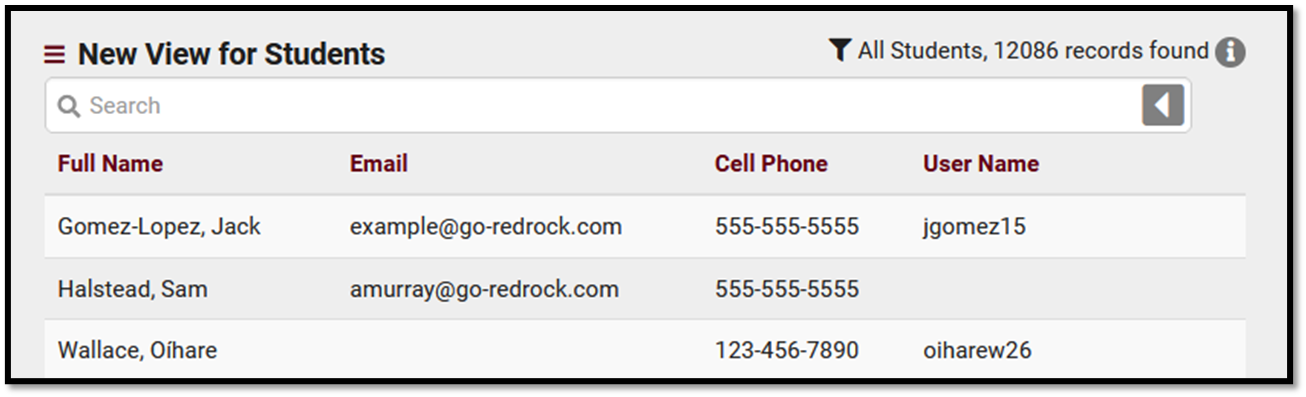 New View for Students
All Students, 12086 records found
Search
Full Name Email Cell Phone User Name
Gomez-Lopez, Jack example@go-redrock.com 555-555-5555 jgomez15
Halstead, Sam amurray@go-redrock.com 555-555-5555
Wallace, Oíhare 123-456-7890 oiharew26